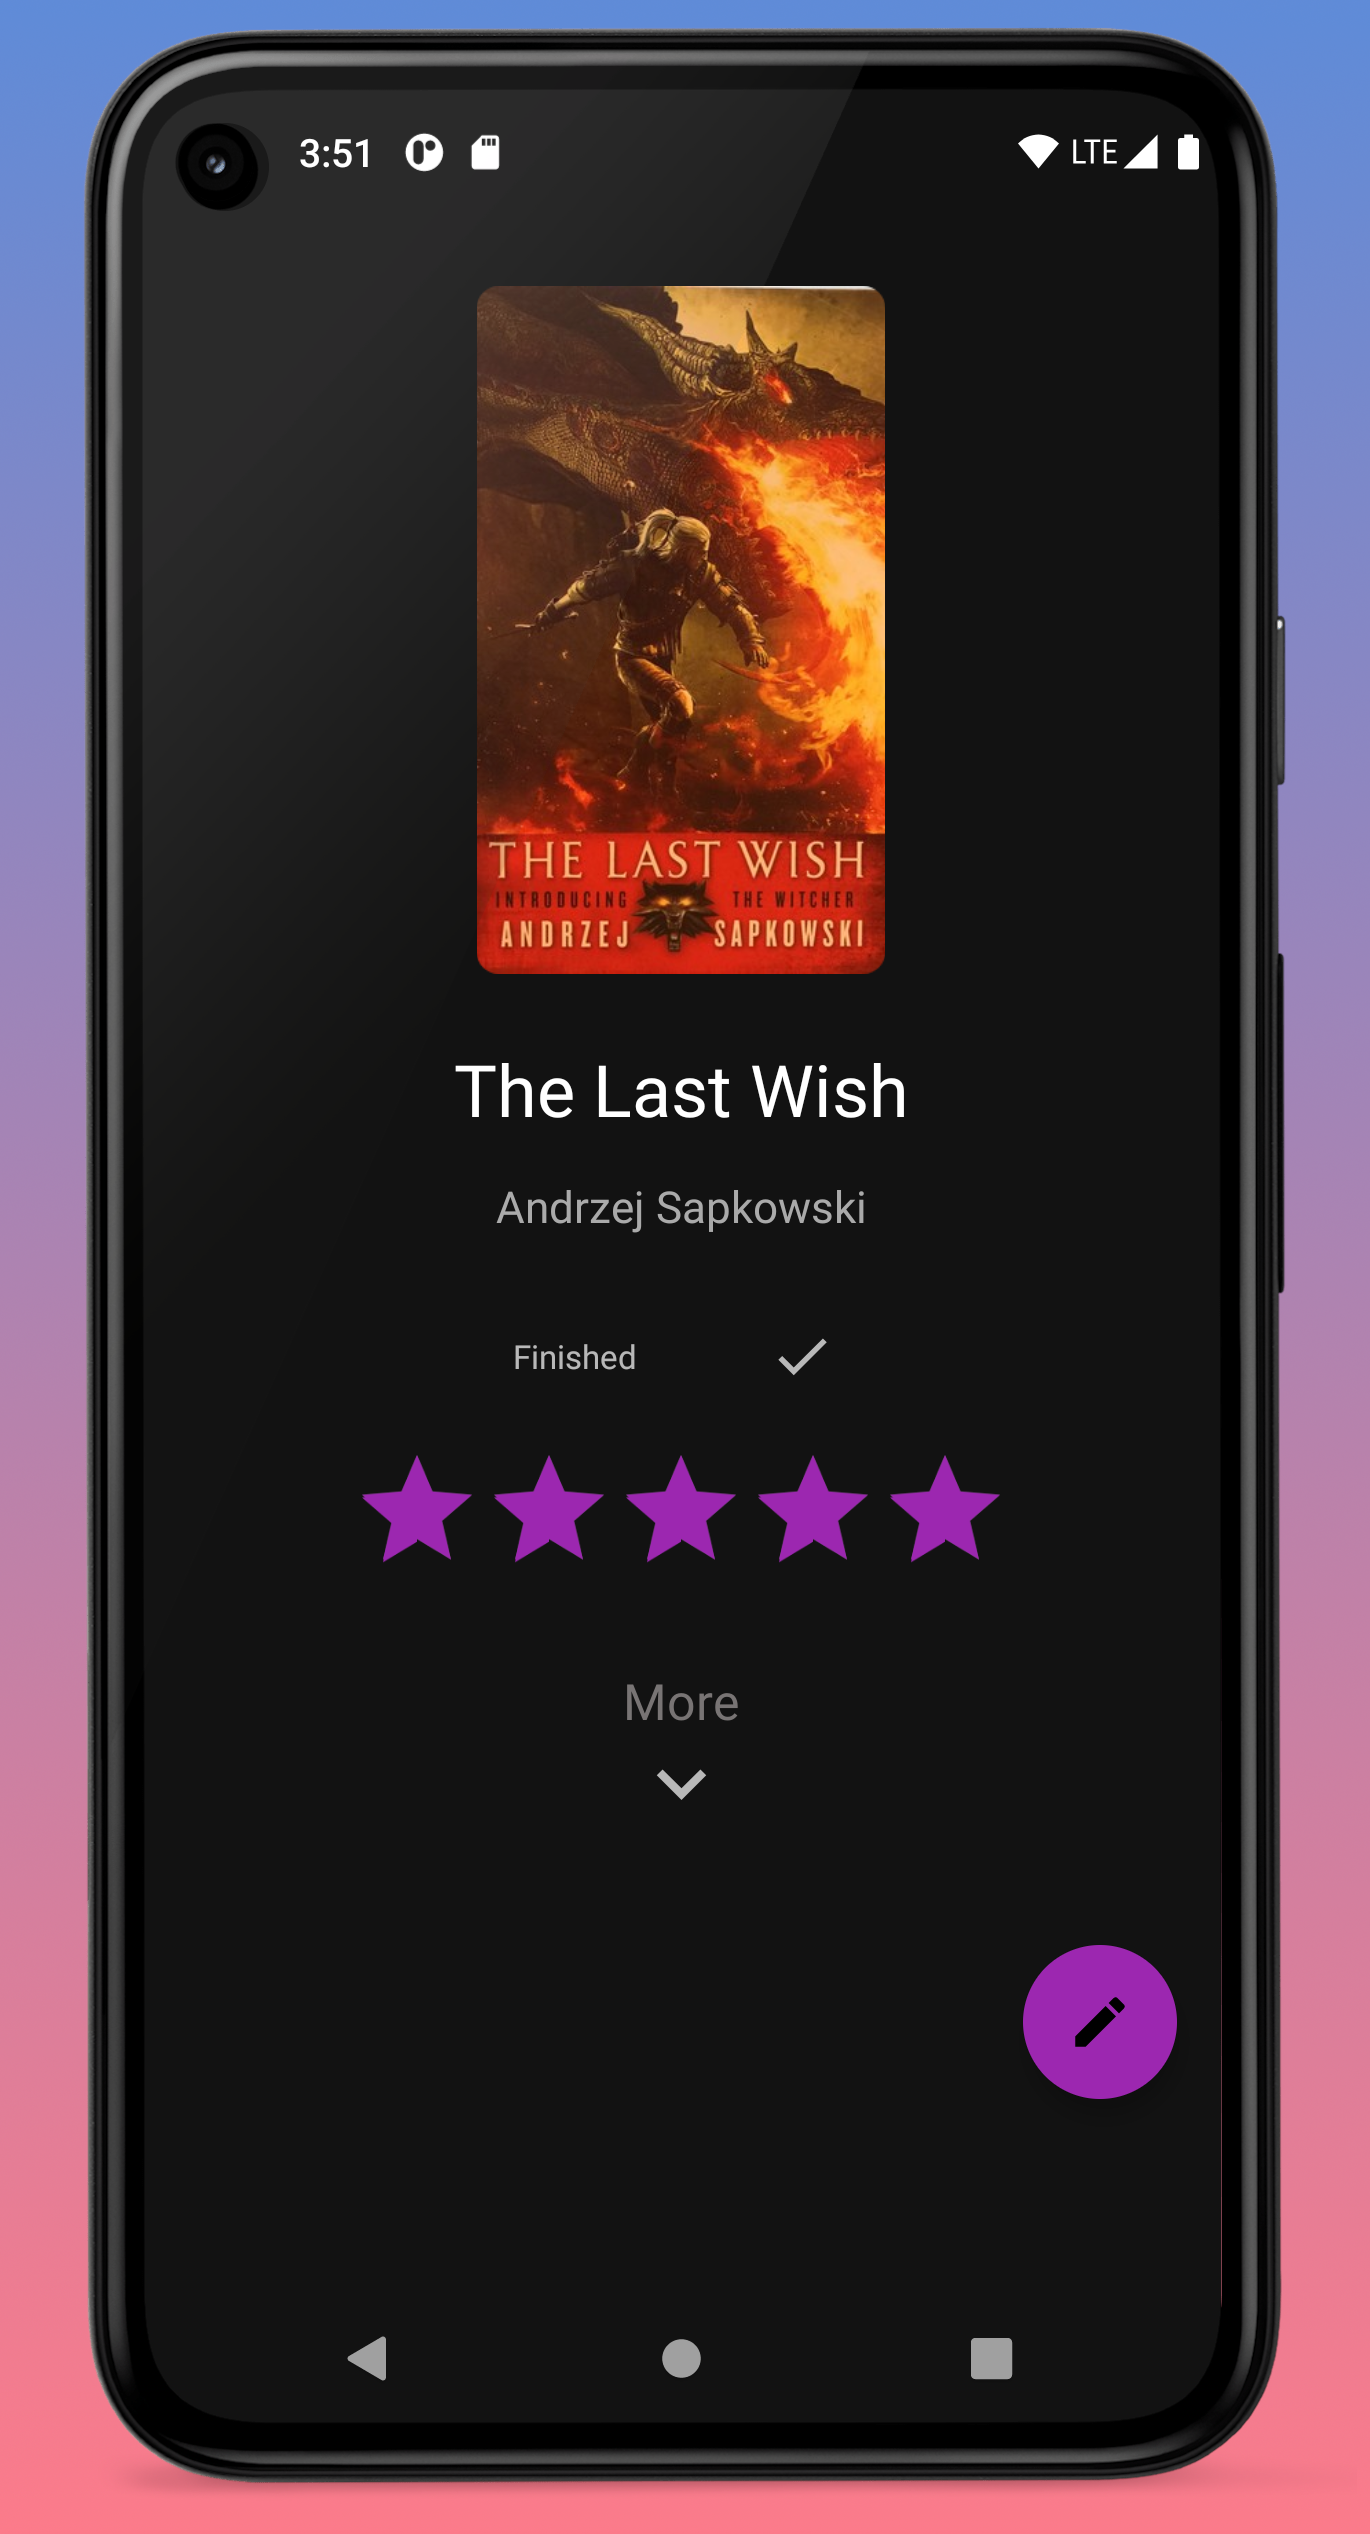 3:51
LTE
THE LAST WISH
INTRODUCING THE WITCHER
ANDRZEJ SAPKOWSKI
The Last Wish
Andrzej Sapkowski
Finished
More